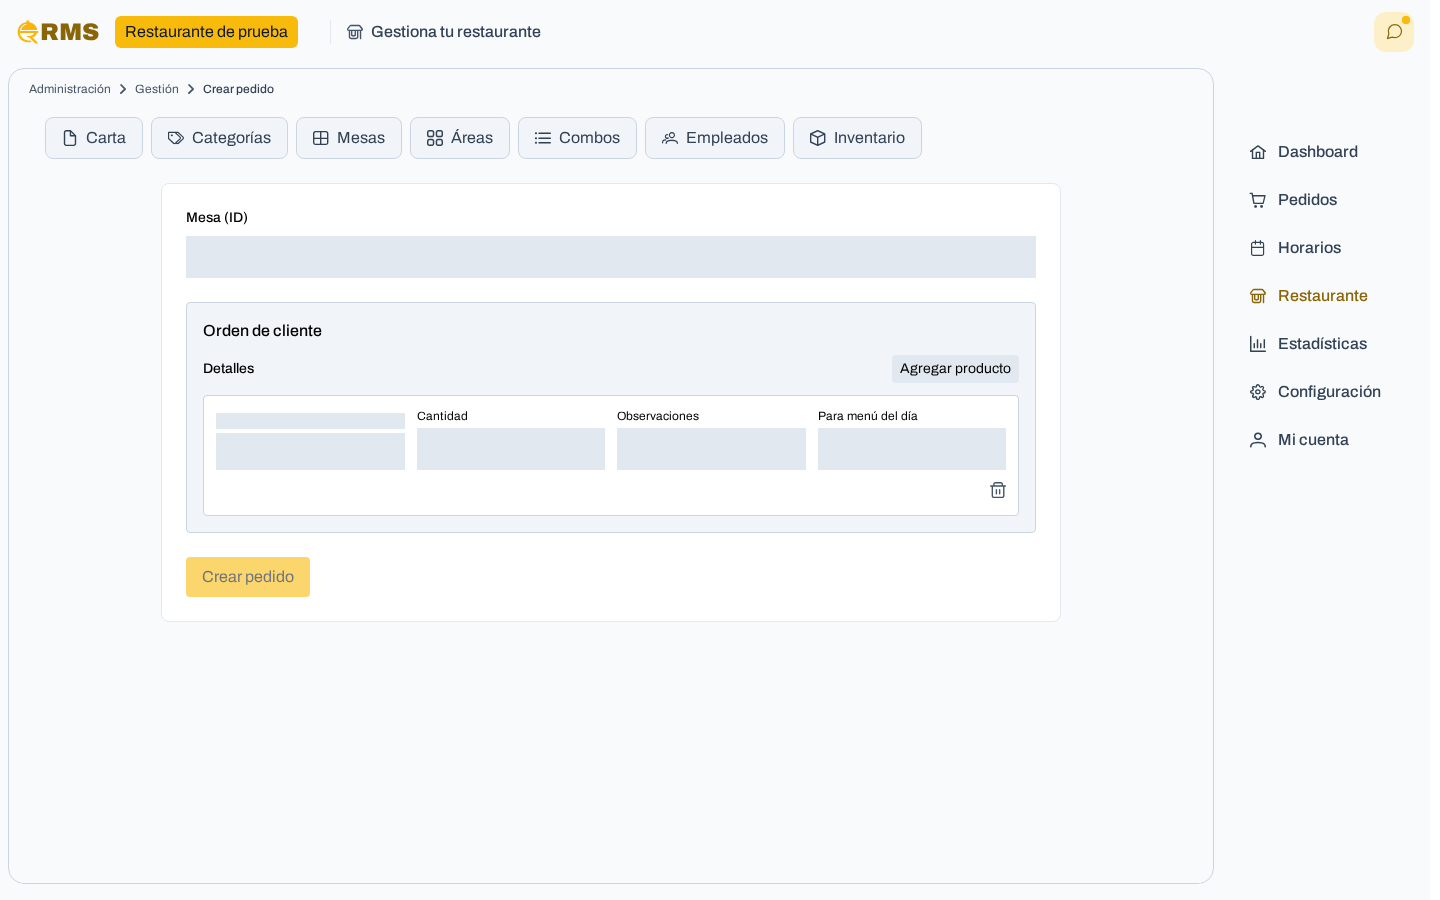 RMS
Restaurante de prueba
Gestiona tu restaurante
Administración
Gestión
Crear pedido
Carta
Categorías
Mesas
Áreas
Combos
Empleados
Inventario
Mesa (ID)
Orden de cliente
Detalles
Agregar producto
Cantidad
Observaciones
Para menú del día
Crear pedido
Dashboard
Pedidos
Horarios
Restaurante
Estadísticas
Configuración
Mi cuenta